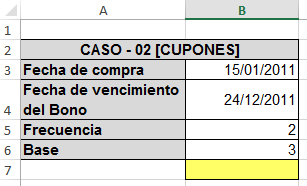 A B
1
2 CASO - 02 [CUPONES]
3 Fecha de compra 15/01/2011
4 Fecha de vencimiento
del Bono 24/12/2011
5 Frecuencia 2
6 Base 3
7